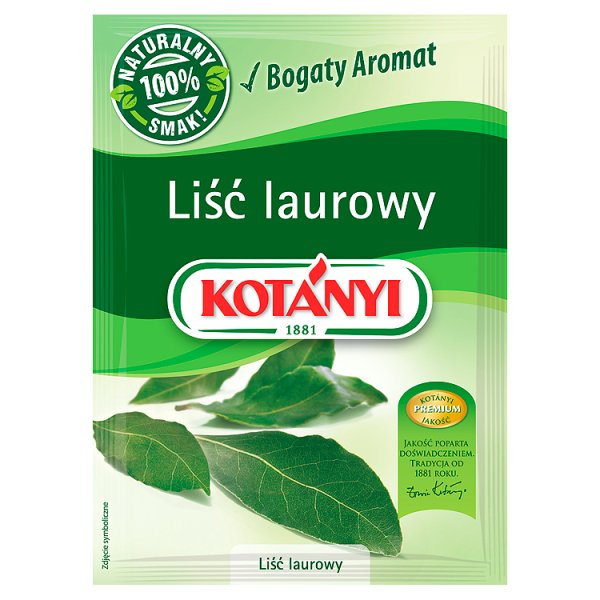 NATURALNY
100%
SMAK!
Bogaty Aromat
Liść laurowy
KOTÁNYI
1881
KOTÁNYI
PREMIUM
JAKOŚĆ
JAKOŚĆ POPARTA
DOŚWIADCZENIEM.
TRADYCJA OD
1881 ROKU.
Zdjęcie symboliczne
Liść laurowy